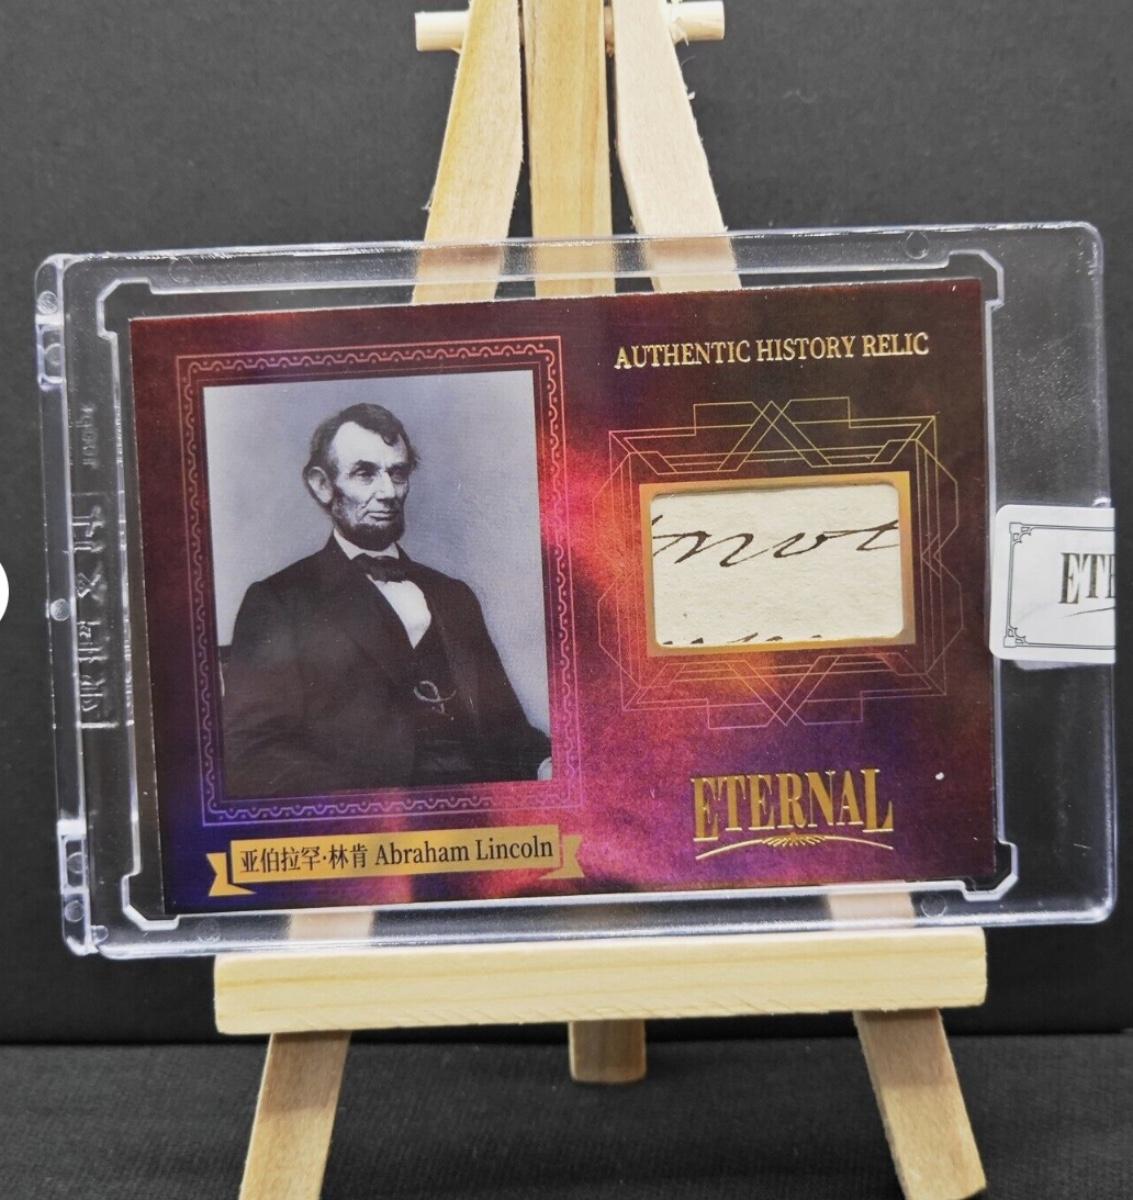 AUTHENTIC HISTORY RELIC
not
ETERNAL
亚伯拉罕·林肯 Abraham Lincoln